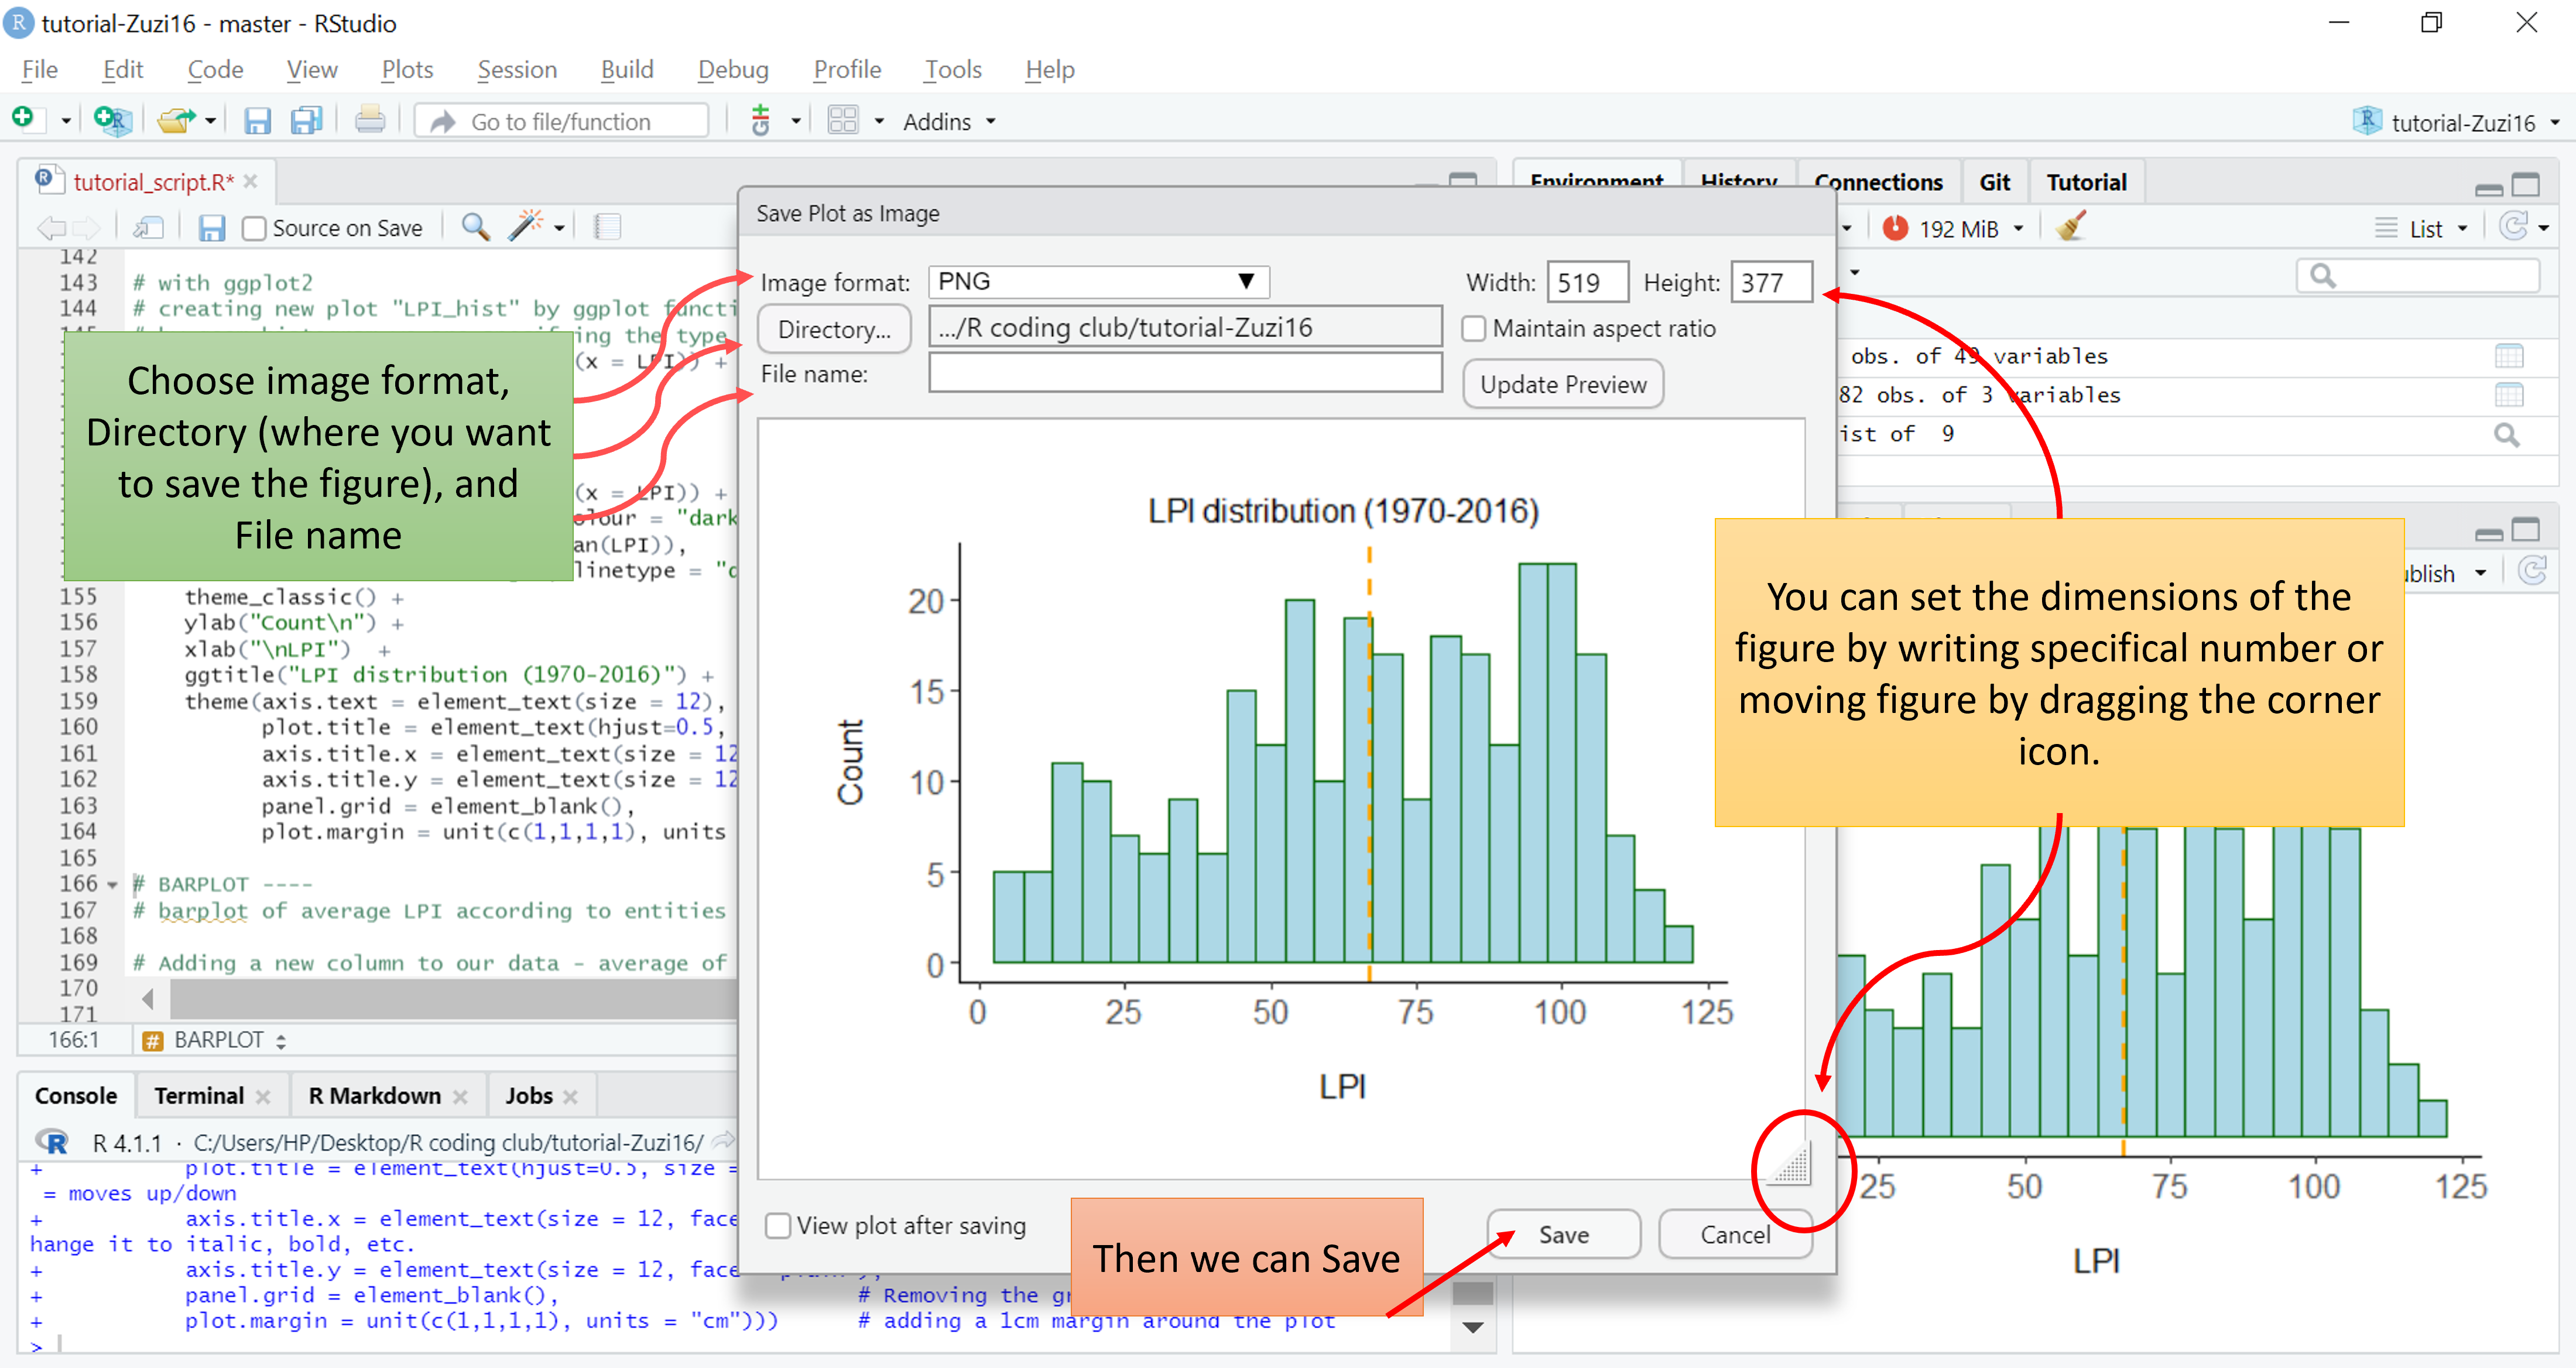 tutorial-Zuzi16 - master - RStudio
File Edit Code View Plots Session Build Debug Profile Tools Help
Go to file/function
Addins
tutorial-Zuzi16
tutorial_script.R*
Source on Save
142
143 # with ggplot2
144 # creating new plot "LPI_hist" by ggplot functi
ing the type
(x = LPI)) +
(x = LPI)) +
olour = "dark
an(LPI)),
linetype = "d
155 theme_classic() +
156 ylab("Count\n") +
157 xlab("\nLPI") +
158 ggtitle("LPI distribution (1970-2016)") +
159 theme(axis.text = element_text(size = 12),
160 plot.title = element_text(hjust=0.5,
161 axis.title.x = element_text(size = 12
162 axis.title.y = element_text(size = 12
163 panel.grid = element_blank(),
164 plot.margin = unit(c(1,1,1,1), units
165
166 # BARPLOT ----
167 # barplot of average LPI according to entities
168
169 # Adding a new column to our data - average of
170
171
166:1 # BARPLOT
Choose image format,
Directory (where you want
to save the figure), and
File name
Console Terminal R Markdown Jobs
R 4.1.1 · C:/Users/HP/Desktop/R coding club/tutorial-Zuzi16/
+ plot.title = element_text(hjust=0.5, size =
= moves up/down
+ axis.title.x = element_text(size = 12, face
hange it to italic, bold, etc.
+ axis.title.y = element_text(size = 12, face
+ panel.grid = element_blank(), # Removing the gr
+ plot.margin = unit(c(1,1,1,1), units = "cm"))) # adding a 1cm margin around the plot
>
Save Plot as Image
Image format: PNG
Directory... .../R coding club/tutorial-Zuzi16
File name:
Width: 519 Height: 377
Maintain aspect ratio
Update Preview
LPI distribution (1970-2016)
Count
20
15
10
5
0
0 25 50 75 100 125
LPI
View plot after saving
Save
Cancel
Then we can Save
Environment History Connections Git Tutorial
192 MiB
List
obs. of 49 variables
82 obs. of 3 variables
ist of 9
ublish
You can set the dimensions of the
figure by writing specifical number or
moving figure by dragging the corner
icon.
25 50 75 100 125
LPI